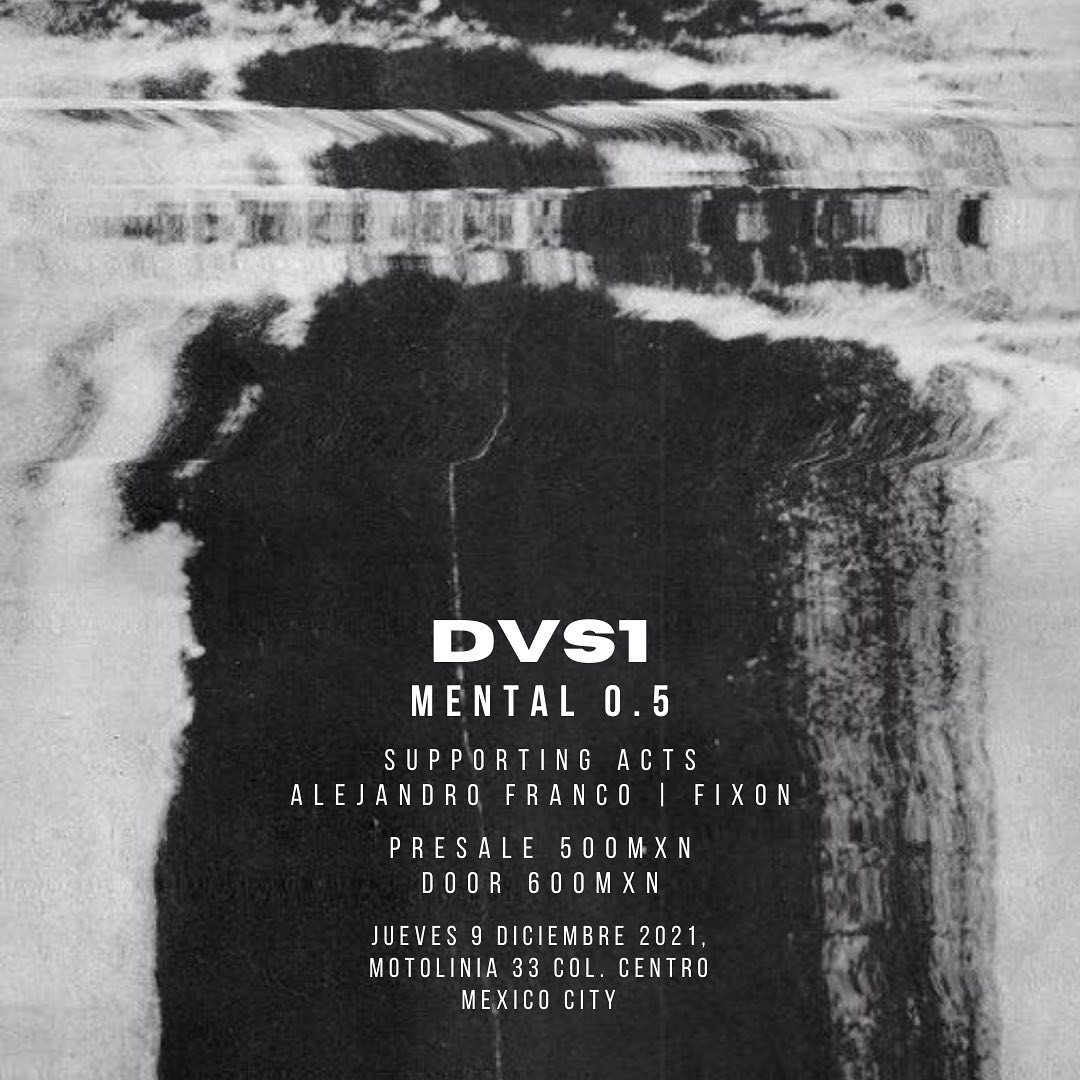 DVS1
MENTAL 0.5
SUPPORTING ACTS
ALEJANDRO FRANCO | FIXON
PRESALE 500MXN
DOOR 600MXN
JUEVES 9 DICIEMBRE 2021,
MOTOLINIA 33 COL. CENTRO
MEXICO CITY